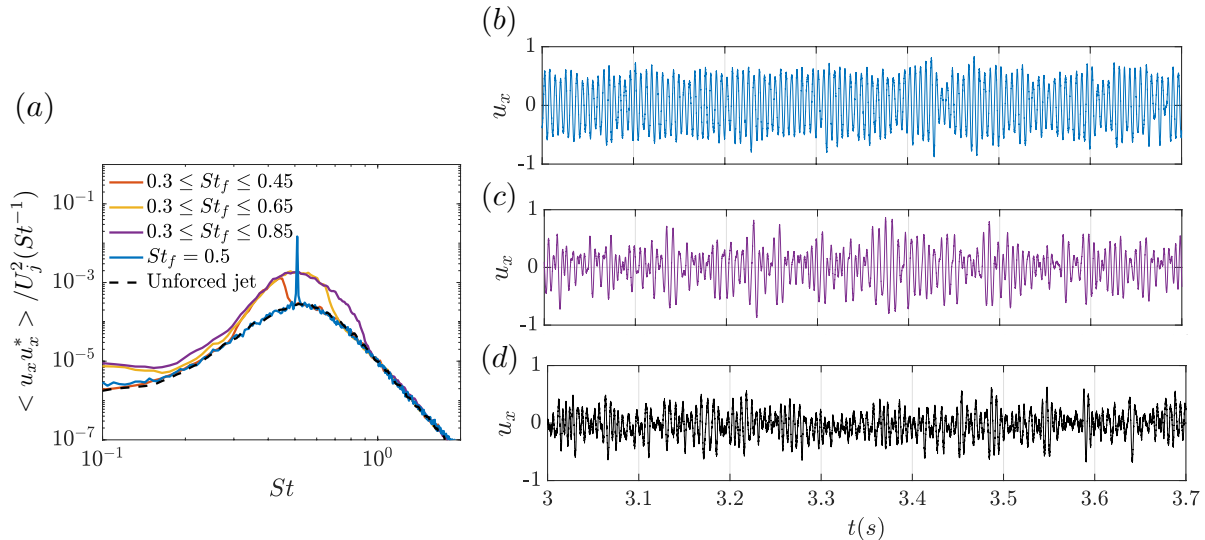 (a)
10^{-1}
10^{-3}
10^{-5}
10^{-7}
< u_x u_x^* > /U_j^2(St^{-1})
0.3 ≤ St_f ≤ 0.45
0.3 ≤ St_f ≤ 0.65
0.3 ≤ St_f ≤ 0.85
St_f = 0.5
Unforced jet
10^{-1}
10^0
St
(b)
1
0
-1
u_x
(c)
1
0
-1
u_x
(d)
1
0
-1
u_x
3 3.1 3.2 3.3 3.4 3.5 3.6 3.7
t(s)